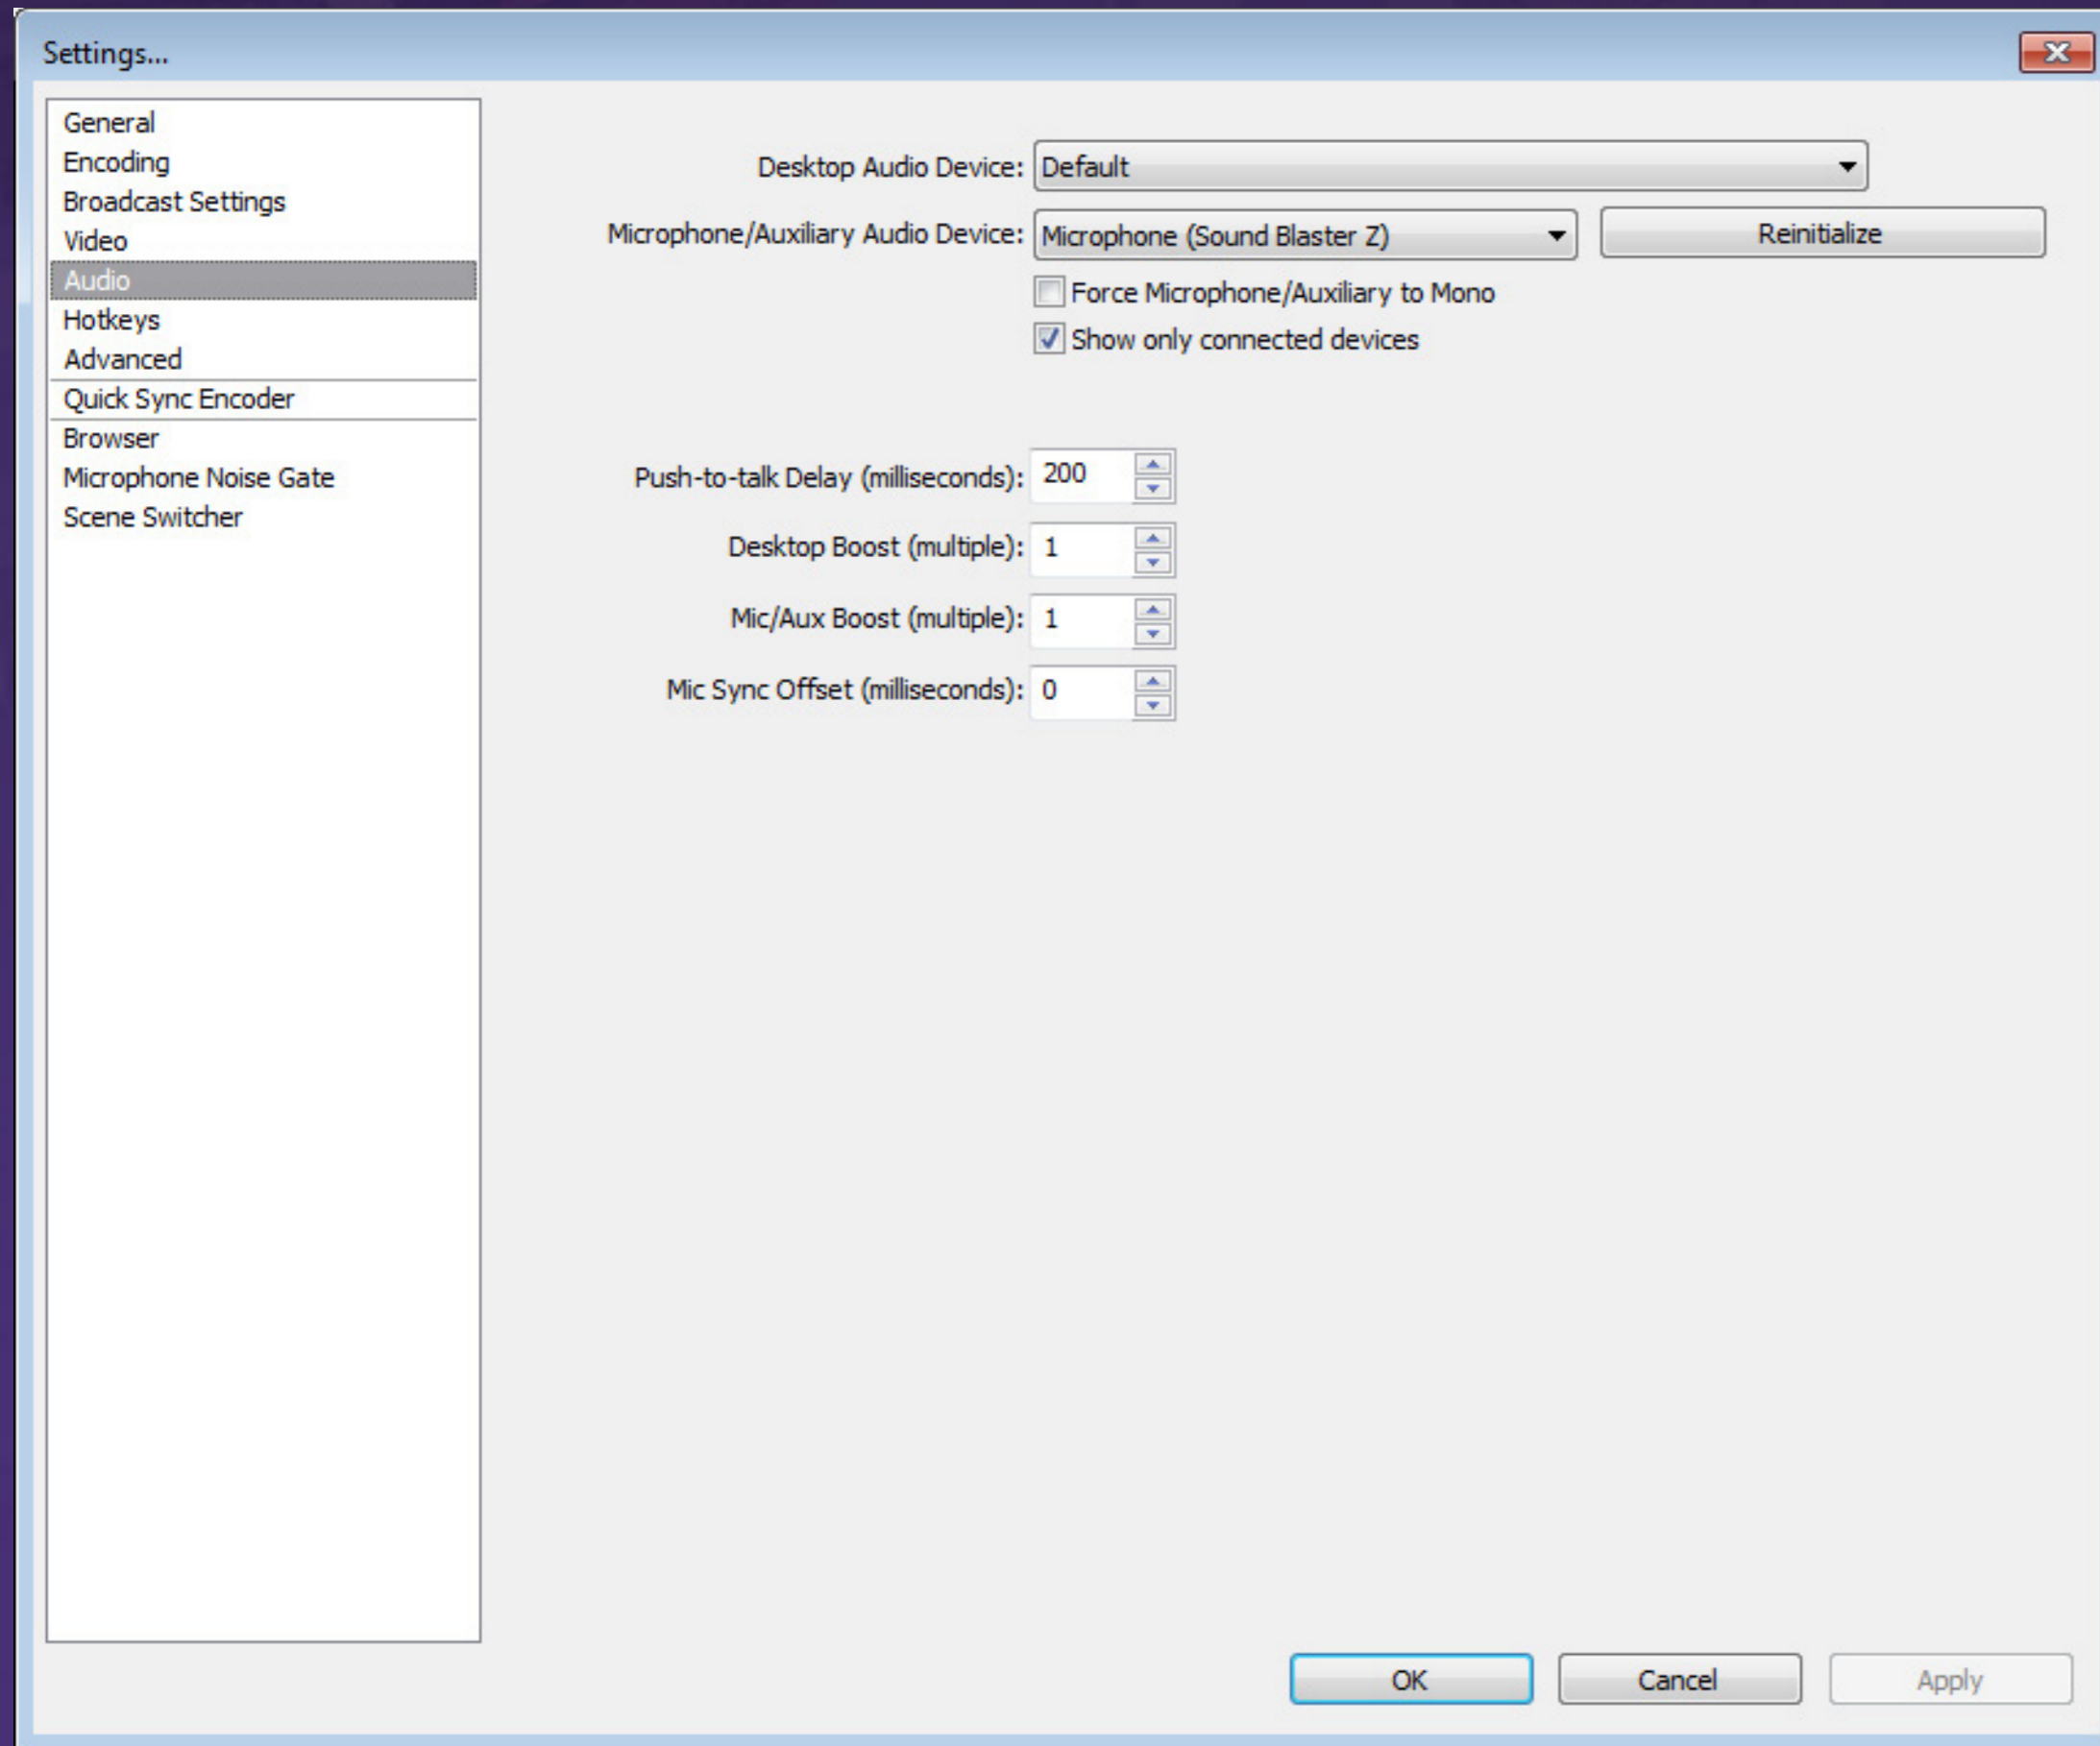 Settings...
General
Encoding
Broadcast Settings
Video
Audio
Hotkeys
Advanced
Quick Sync Encoder
Browser
Microphone Noise Gate
Scene Switcher
Desktop Audio Device: Default
Microphone/Auxiliary Audio Device: Microphone (Sound Blaster Z) Reinitialize
Force Microphone/Auxiliary to Mono
Show only connected devices
Push-to-talk Delay (milliseconds): 200
Desktop Boost (multiple): 1
Mic/Aux Boost (multiple): 1
Mic Sync Offset (milliseconds): 0
OK Cancel Apply